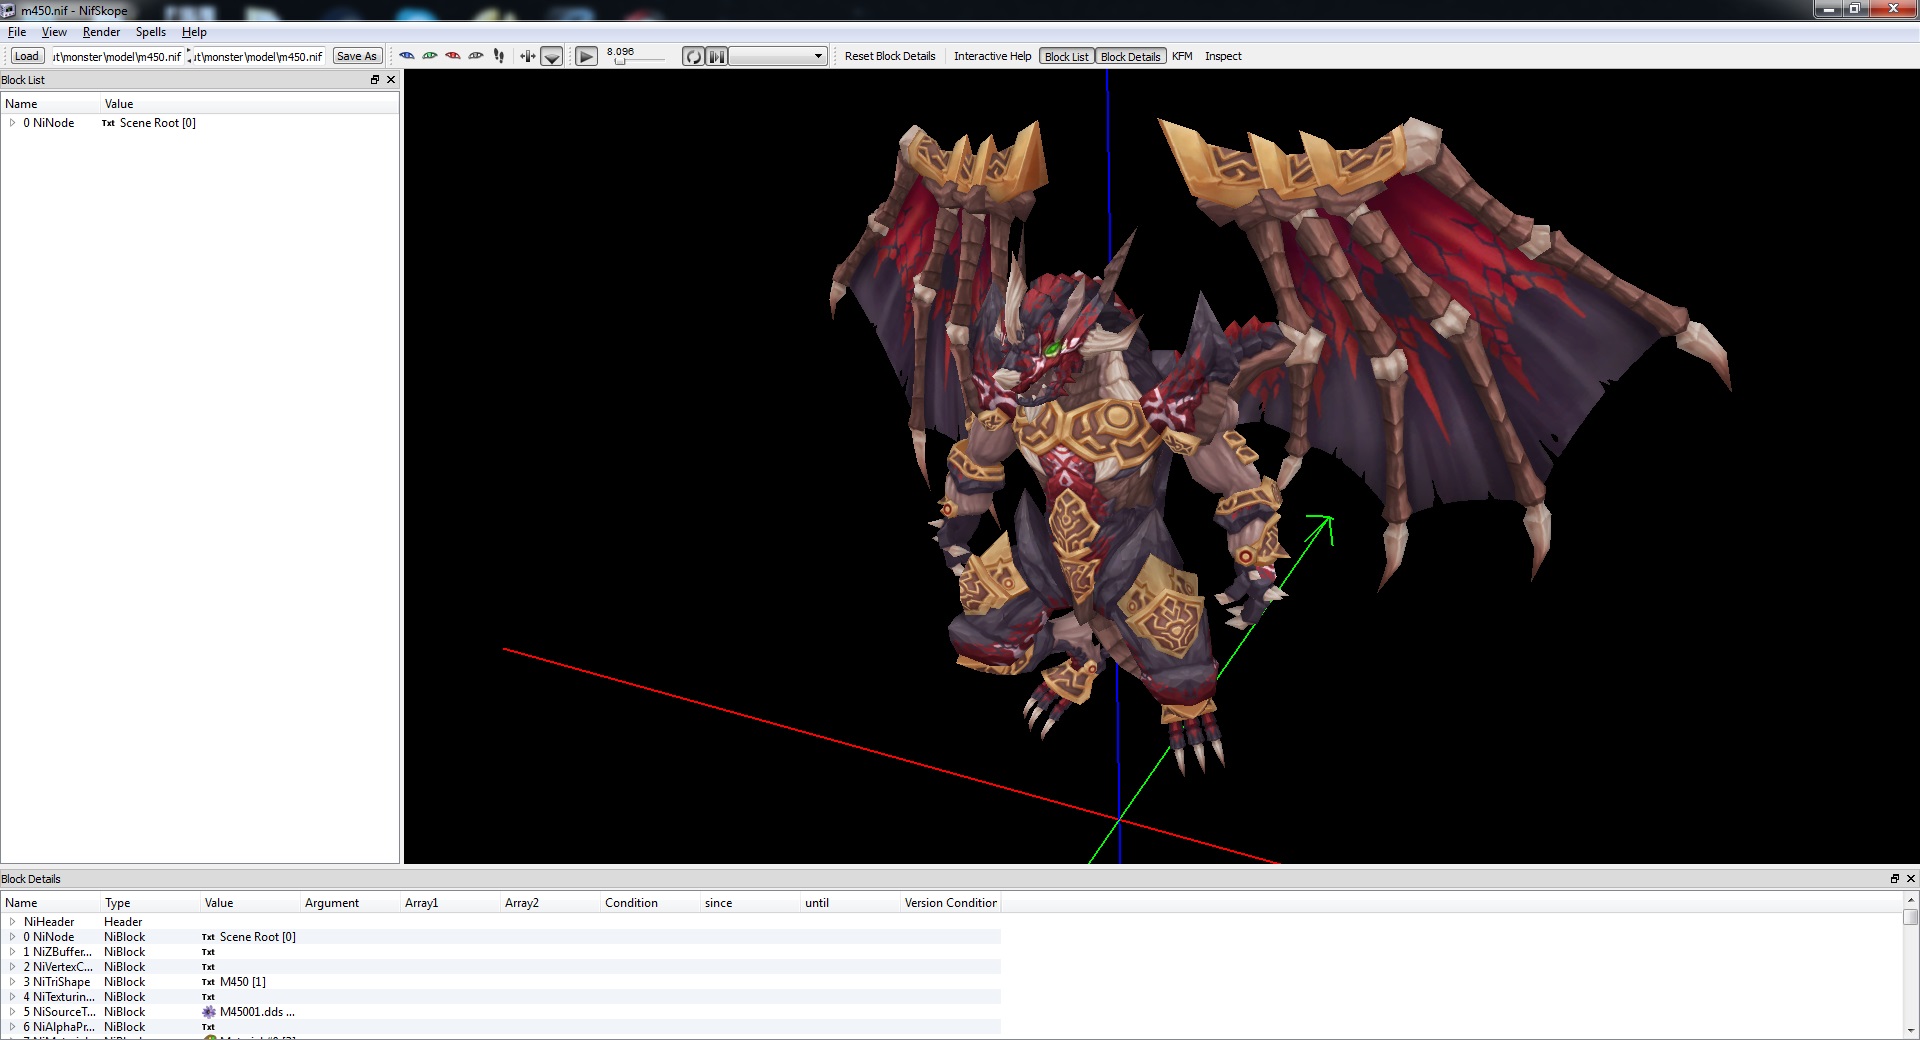 m450.nif - NifSkope
File View Render Spells Help
Load ut\monster\model\m450.nif ut\monster\model\m450.nif Save As 8.096 Reset Block Details Interactive Help Block List Block Details KFM Inspect
Block List
Name Value
0 NiNode Txt Scene Root [0]
Block Details
Name Type Value Argument Array1 Array2 Condition since until Version Condition
NiHeader Header
0 NiNode NiBlock Txt Scene Root [0]
1 NiZBuffer... NiBlock Txt
2 NiVertexC... NiBlock Txt
3 NiTriShape NiBlock Txt M450 [1]
4 NiTexturin... NiBlock Txt
5 NiSourceT... NiBlock M45001.dds ...
6 NiAlphaPr... NiBlock Txt